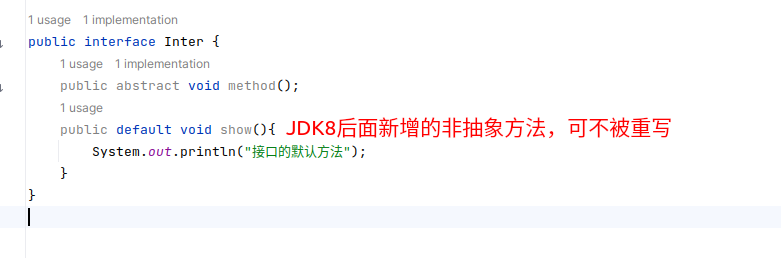 1 usage 1 implementation
public interface Inter {
1 usage 1 implementation
public abstract void method();
1 usage
public default void show(){ JDK8后面新增的非抽象方法，可不被重写
System.out.println("接口的默认方法");
}
}